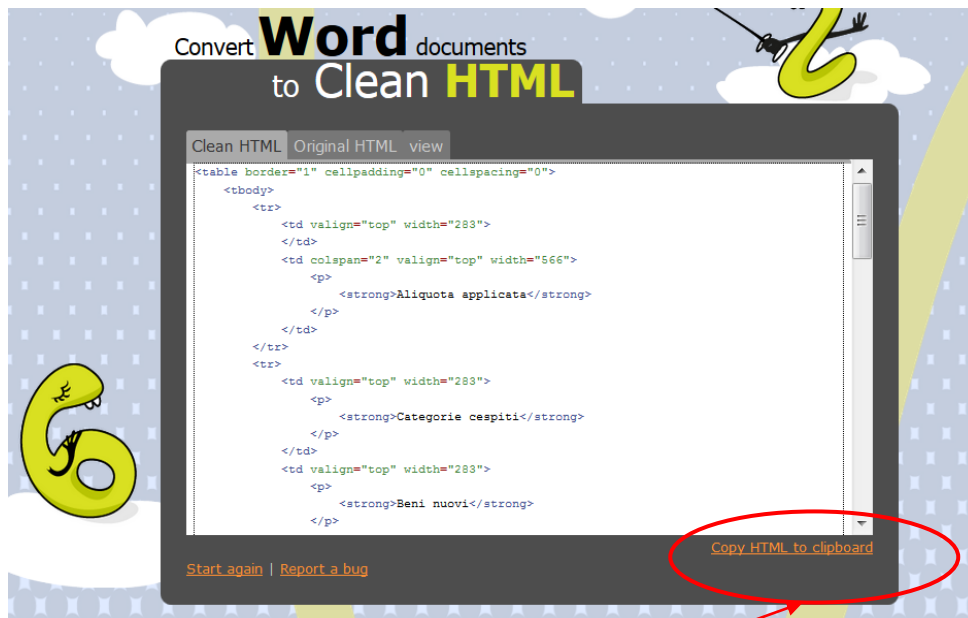 Convert Word documents
to Clean HTML
Clean HTML Original HTML view
<table border="1" cellpadding="0" cellspacing="0">
<tbody>
<tr>
<td valign="top" width="283">
</td>
<td colspan="2" valign="top" width="566">
<p>
<strong>Aliquota applicata</strong>
</p>
</td>
</tr>
<tr>
<td valign="top" width="283">
<p>
<strong>Categorie cespiti</strong>
</p>
</td>
<td valign="top" width="283">
<p>
<strong>Beni nuovi</strong>
</p>
Copy HTML to clipboard
Start again | Report a bug